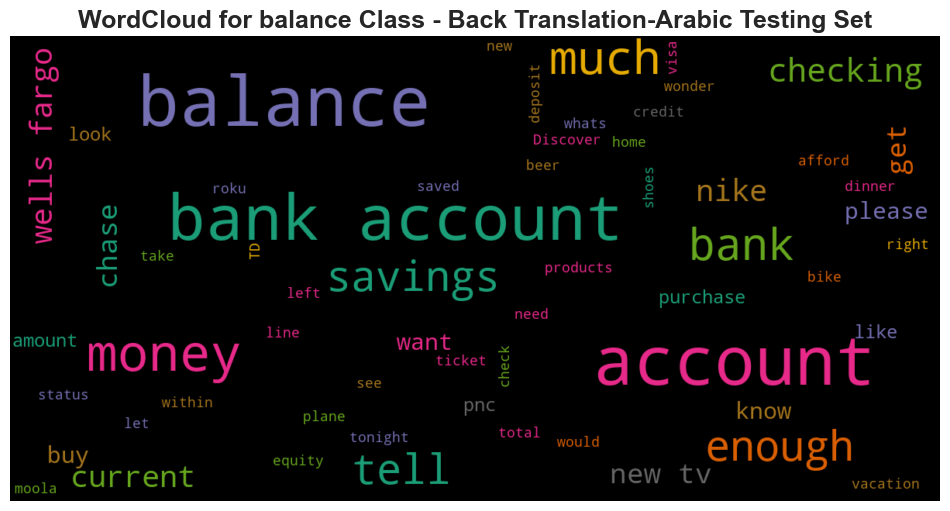 WordCloud for balance Class - Back Translation-Arabic Testing Set
new
much
visa
checking
wells fargo
balance
deposit
wonder
credit
look
whats
Discover
home
get
beer
afford
roku
saved
shoes
nike
dinner
please
chase
bank account
bank
right
take
TD
savings
products
bike
left
purchase
need
line
like
amount
money
want
ticket
check
account
see
status
within
pnc
know
let
plane
tonight
total
would
enough
buy
equity
tell
new tv
current
moola
vacation